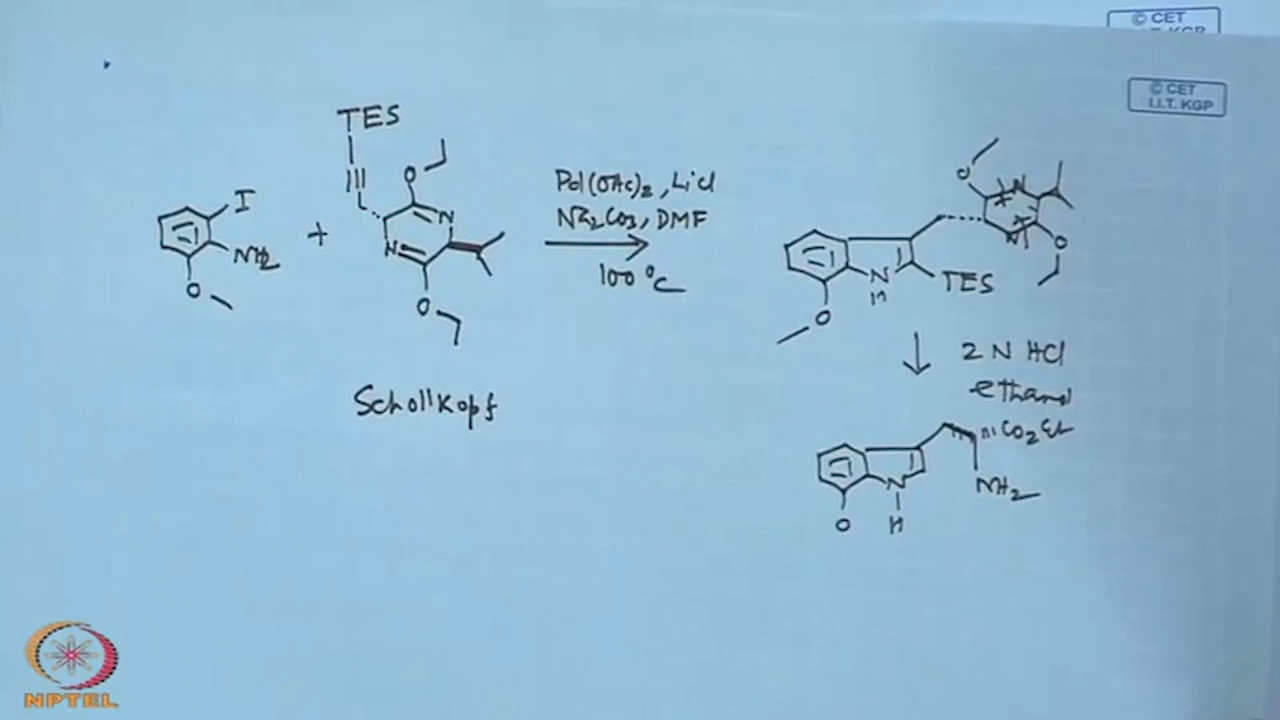 © CET
I.I.T. KGP
© CET
I.I.T. KGP
TES
O
I
NH2
O
+
O
N
N
O
Pd(OAc)2, LiCl
Na2CO3, DMF
100 °C
O
N
N
O
N
H
TES
O
Schollkopf
2 N HCl
ethanol
CO2Et
NH2
N
H
O
NPTEL